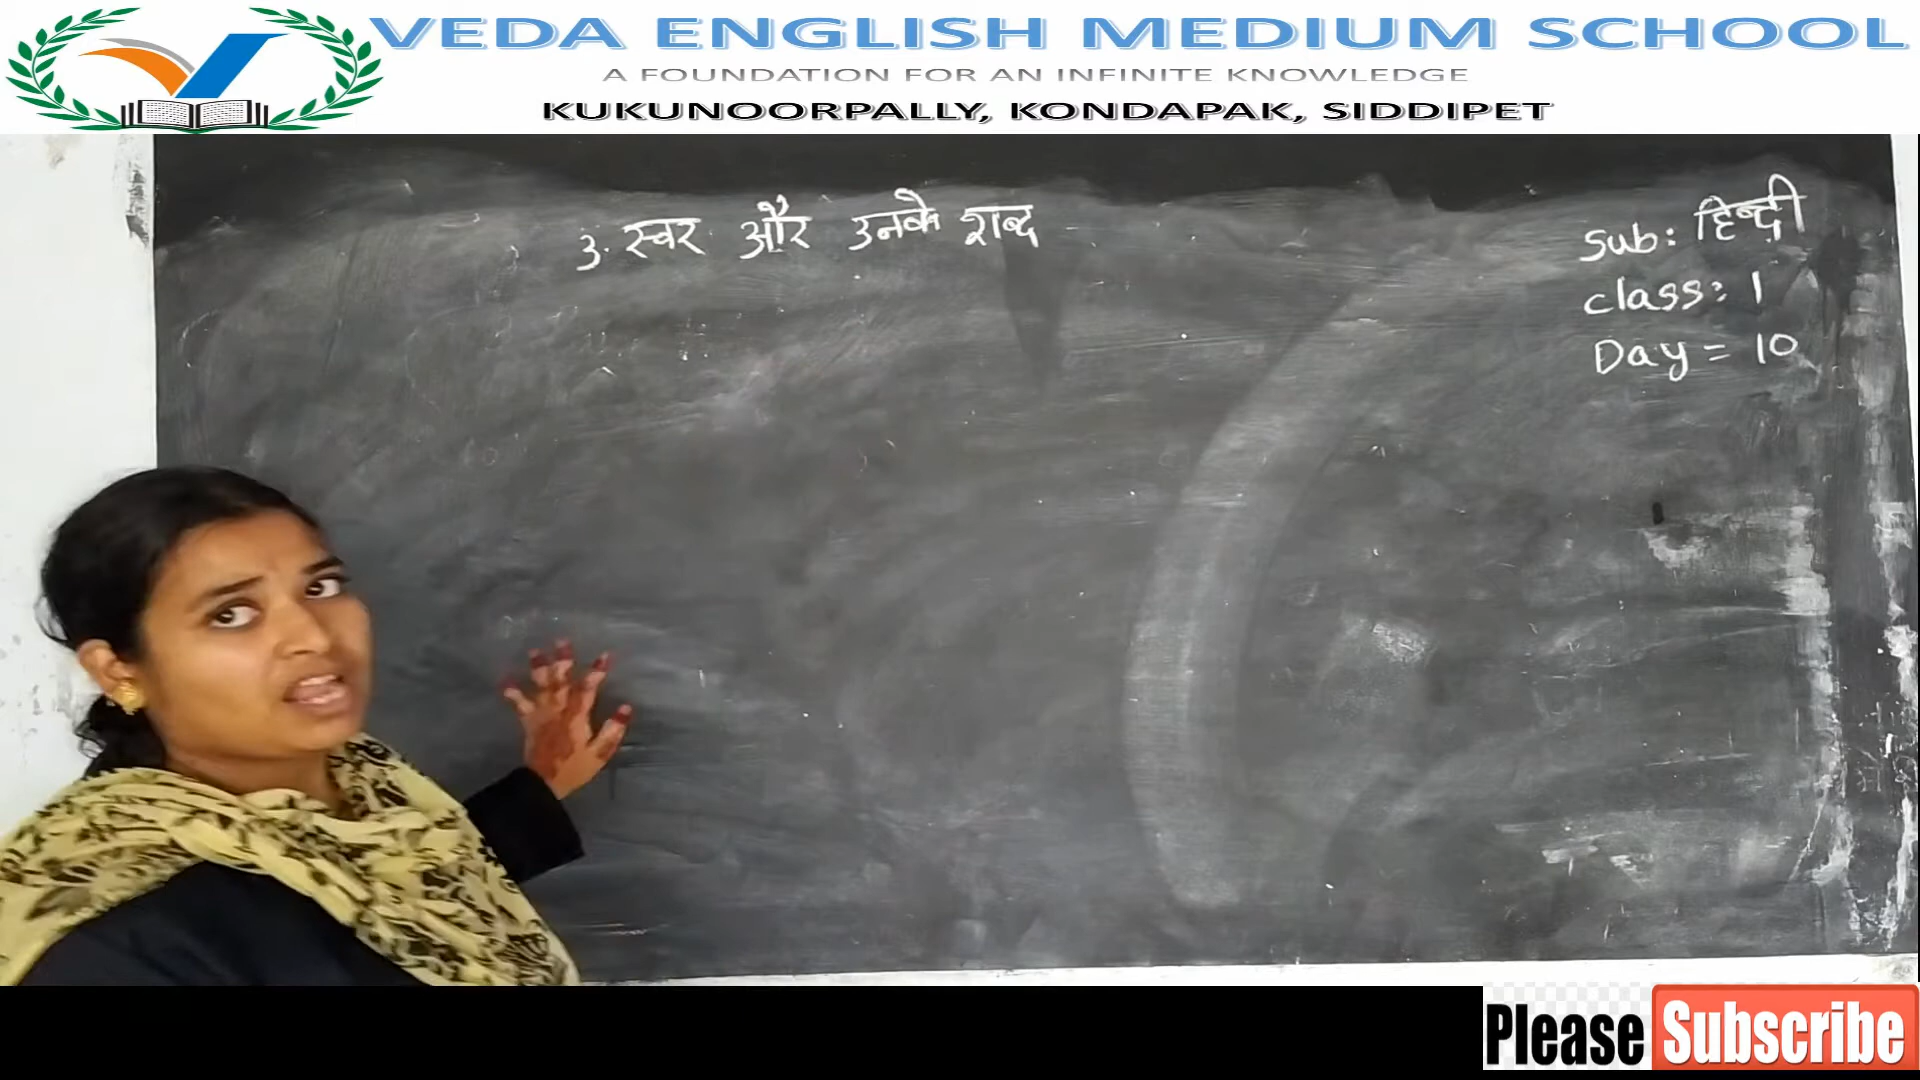 VEDA ENGLISH MEDIUM SCHOOL
A FOUNDATION FOR AN INFINITE KNOWLEDGE
KUKUNOORPALLY, KONDAPAK, SIDDIPET
3. स्वर और उनके शब्द
Sub: हिन्दी
class: 1
Day = 10
Please Subscribe